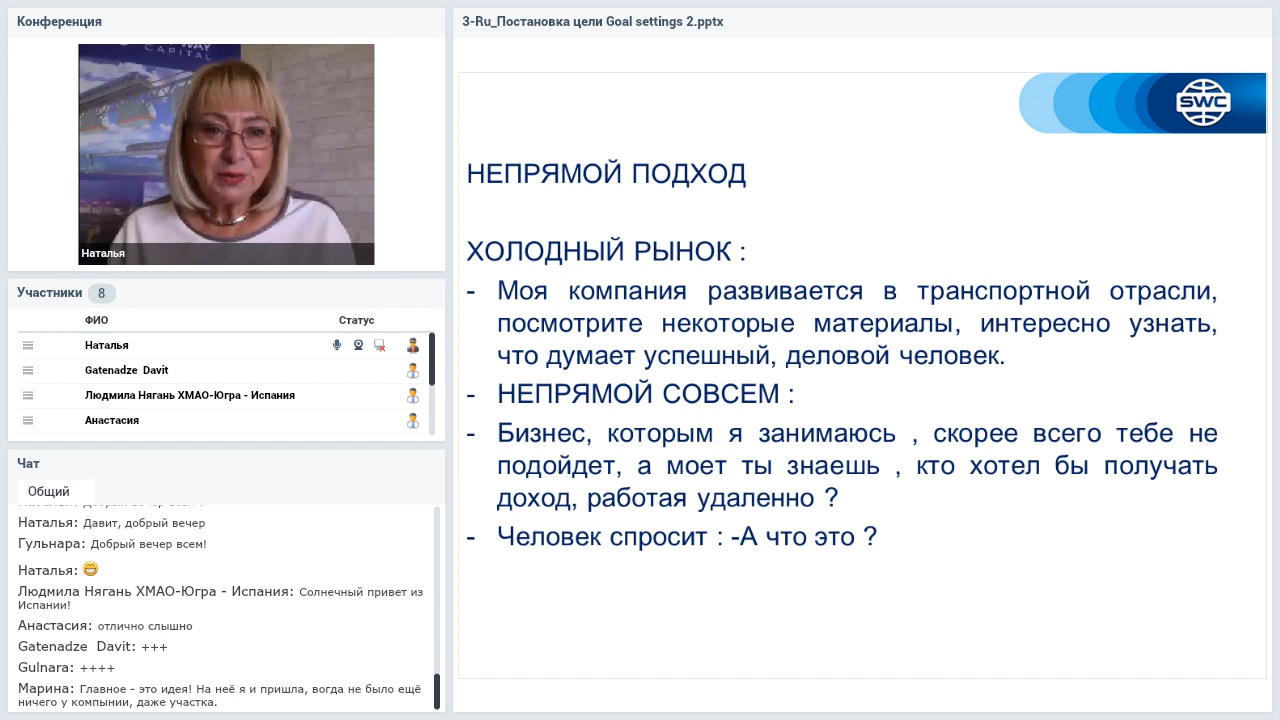 Конференция
CAPITAL
Наталья
Участники 8
ФИО Статус
Наталья
Gatenadze Davit
Людмила Нягань ХМАО-Югра - Испания
Анастасия
Чат
Общий
Наталья: Давит, добрый вечер
Гульнара: Добрый вечер всем!
Наталья:
Людмила Нягань ХМАО-Югра - Испания: Солнечный привет из
Испании!
Анастасия: отлично слышно
Gatenadze Davit: +++
Gulnara: ++++
Марина: Главное - это идея! На неё я и пришла, вогда не было ещё
ничего у компынии, даже участка.
3-Ru_Постановка цели Goal settings 2.pptx
SWC
НЕПРЯМОЙ ПОДХОД
ХОЛОДНЫЙ РЫНОК :
- Моя компания развивается в транспортной отрасли,
посмотрите некоторые материалы, интересно узнать,
что думает успешный, деловой человек.
- НЕПРЯМОЙ СОВСЕМ :
- Бизнес, которым я занимаюсь , скорее всего тебе не
подойдет, а моет ты знаешь , кто хотел бы получать
доход, работая удаленно ?
- Человек спросит : -А что это ?